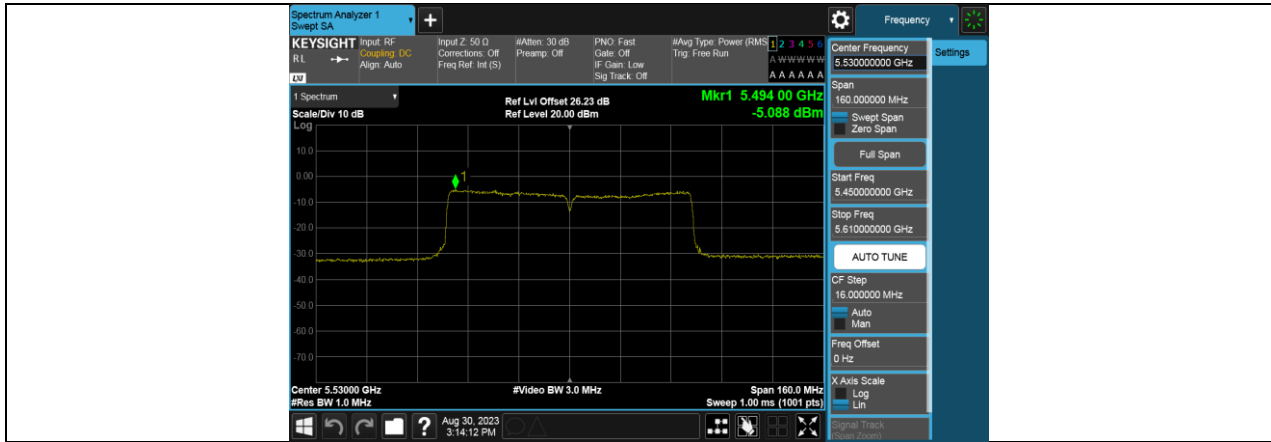 Spectrum Analyzer 1
Swept SA
+
Frequency
KEYSIGHT
RL
LXI
Input: RF
Coupling: DC
Align: Auto
Input Z: 50 Ω
Corrections: Off
Freq Ref: Int (S)
#Atten: 30 dB
Preamp: Off
PNO: Fast
Gate: Off
IF Gain: Low
Sig Track: Off
#Avg Type: Power (RMS
Trig: Free Run
1 2 3 4 5 6
A W W W W W
A A A A A A
1 Spectrum
Scale/Div 10 dB
Ref Lvl Offset 26.23 dB
Ref Level 20.00 dBm
Mkr1 5.494 00 GHz
-5.088 dBm
Log
10.0
0.00
-10.0
-20.0
-30.0
-40.0
-50.0
-60.0
-70.0
1
Center 5.53000 GHz
#Res BW 1.0 MHz
#Video BW 3.0 MHz
Span 160.0 MHz
Sweep 1.00 ms (1001 pts)
Center Frequency
5.530000000 GHz
Settings
Span
160.000000 MHz
Swept Span
Zero Span
Full Span
Start Freq
5.450000000 GHz
Stop Freq
5.610000000 GHz
AUTO TUNE
CF Step
16.000000 MHz
Auto
Man
Freq Offset
0 Hz
X Axis Scale
Log
Lin
Signal Track
(Span Zoom)
?
Aug 30, 2023
3:14:12 PM